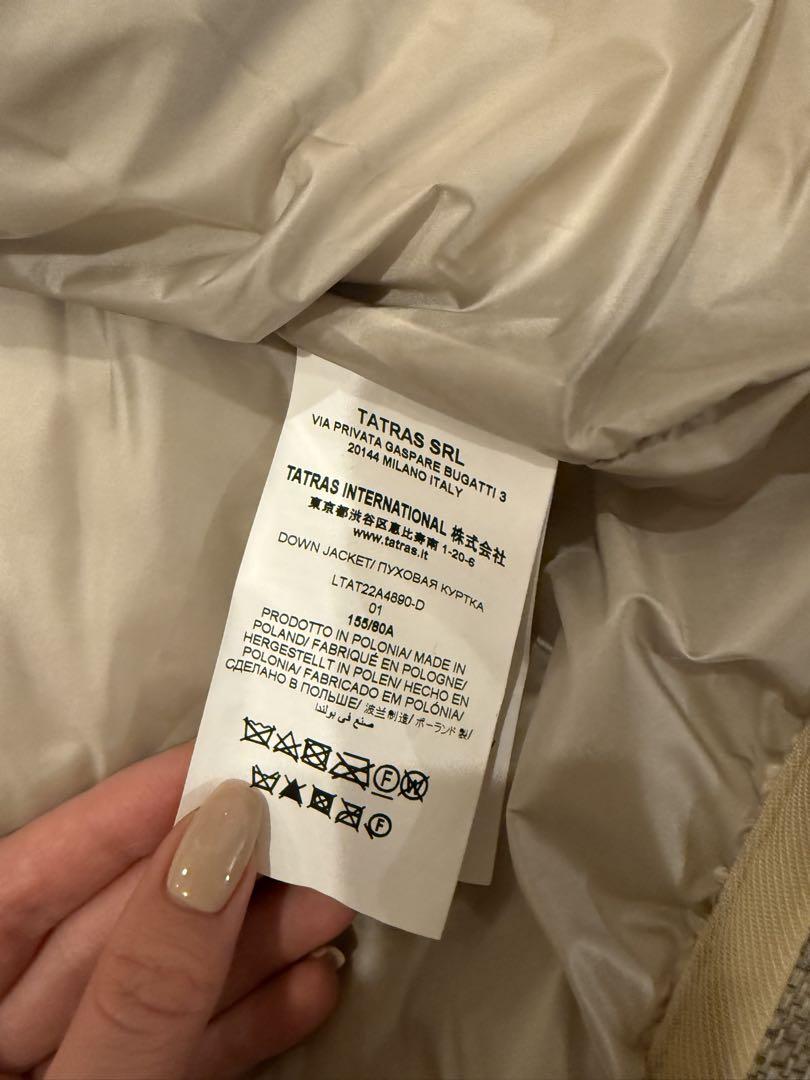 TATRAS SRL
VIA PRIVATA GASPARE BUGATTI 3
20144 MILANO ITALY
TATRAS INTERNATIONAL 株式会社
東京都渋谷区恵比寿南 1-20-6
www.tatras.it
DOWN JACKET/ ПУХОВАЯ КУРТКА
LTAT22A4890-D
01
155/80A
PRODOTTO IN POLONIA/ MADE IN
POLAND/ FABRIQUÉ EN POLOGNE/
HERGESTELLT IN POLEN/ HECHO EN
POLONIA/ FABRICADO EM POLÓNIA/
СДЕЛАНО В ПОЛЬШЕ/ 波兰制造/ ポーランド製/
صنع في بولندا
F W
F